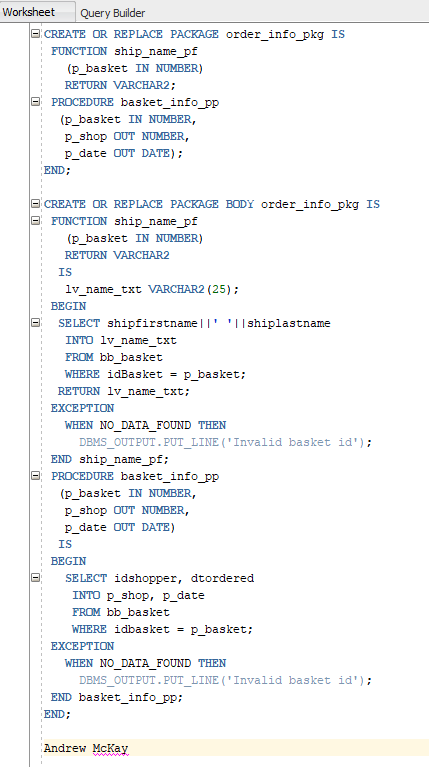 Worksheet Query Builder
CREATE OR REPLACE PACKAGE order_info_pkg IS
FUNCTION ship_name_pf
(p_basket IN NUMBER)
RETURN VARCHAR2;
PROCEDURE basket_info_pp
(p_basket IN NUMBER,
p_shop OUT NUMBER,
p_date OUT DATE);
END;
CREATE OR REPLACE PACKAGE BODY order_info_pkg IS
FUNCTION ship_name_pf
(p_basket IN NUMBER)
RETURN VARCHAR2
IS
lv_name_txt VARCHAR2(25);
BEGIN
SELECT shipfirstname||' '||shiplastname
INTO lv_name_txt
FROM bb_basket
WHERE idBasket = p_basket;
RETURN lv_name_txt;
EXCEPTION
WHEN NO_DATA_FOUND THEN
DBMS_OUTPUT.PUT_LINE('Invalid basket id');
END ship_name_pf;
PROCEDURE basket_info_pp
(p_basket IN NUMBER,
p_shop OUT NUMBER,
p_date OUT DATE)
IS
BEGIN
SELECT idshopper, dtordered
INTO p_shop, p_date
FROM bb_basket
WHERE idbasket = p_basket;
EXCEPTION
WHEN NO_DATA_FOUND THEN
DBMS_OUTPUT.PUT_LINE('Invalid basket id');
END basket_info_pp;
END;
Andrew McKay